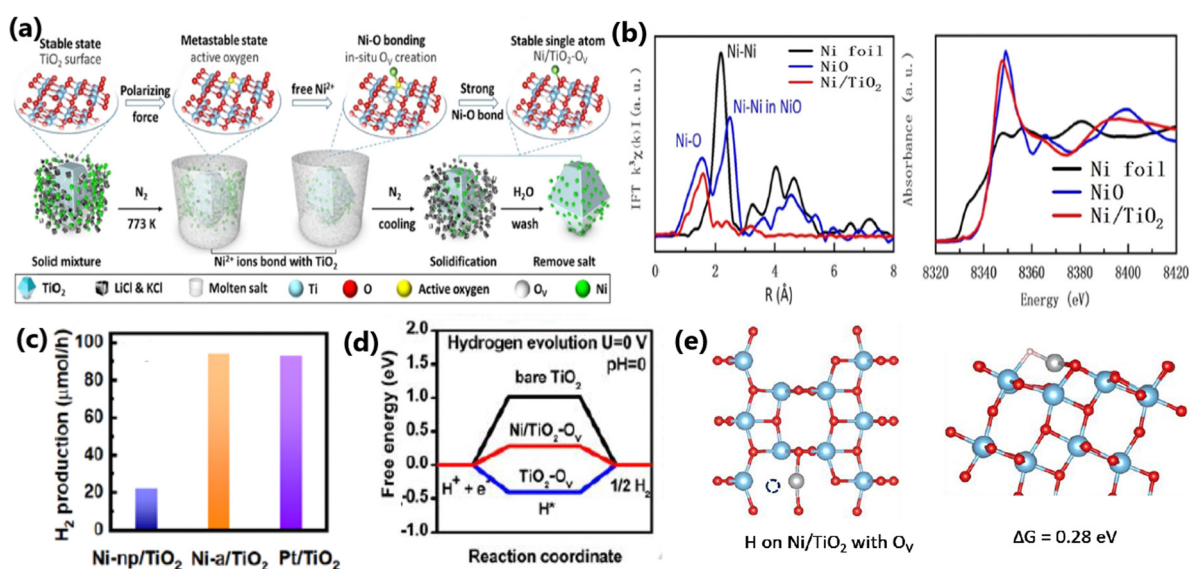 (a)
Stable state
TiO₂ surface
Metastable state
active oxygen
Ni-O bonding
in-situ Oᵥ creation
Stable single atom
Ni/TiO₂-Oᵥ
Polarizing
force
free Ni²⁺
Strong
Ni-O bond
N₂
773 K
N₂
cooling
H₂O
wash
Solid mixture
Ni²⁺ ions bond with TiO₂
Solidification
Remove salt
TiO₂
LiCl & KCl
Molten salt
Ti
O
Active oxygen
Oᵥ
Ni
(b)
IFT k³χ(k)I(a.u.)
Ni-Ni
Ni foil
NiO
Ni/TiO₂
Ni-Ni in NiO
Ni-O
0 2 4 6 8
R (Å)
Absorbance (a.u.)
Ni foil
NiO
Ni/TiO₂
8320 8340 8360 8380 8400 8420
Energy (eV)
(c)
H₂ production (μmol/h)
100
80
60
40
20
0
Ni-np/TiO₂ Ni-a/TiO₂ Pt/TiO₂
(d)
Free energy (eV)
2.0
1.5
1.0
0.5
0.0
-0.5
-1.0
Hydrogen evolution U=0 V
pH=0
bare TiO₂
Ni/TiO₂-Oᵥ
TiO₂-Oᵥ
H⁺ + e⁻
H*
1/2 H₂
Reaction coordinate
(e)
H on Ni/TiO₂ with Oᵥ
ΔG = 0.28 eV